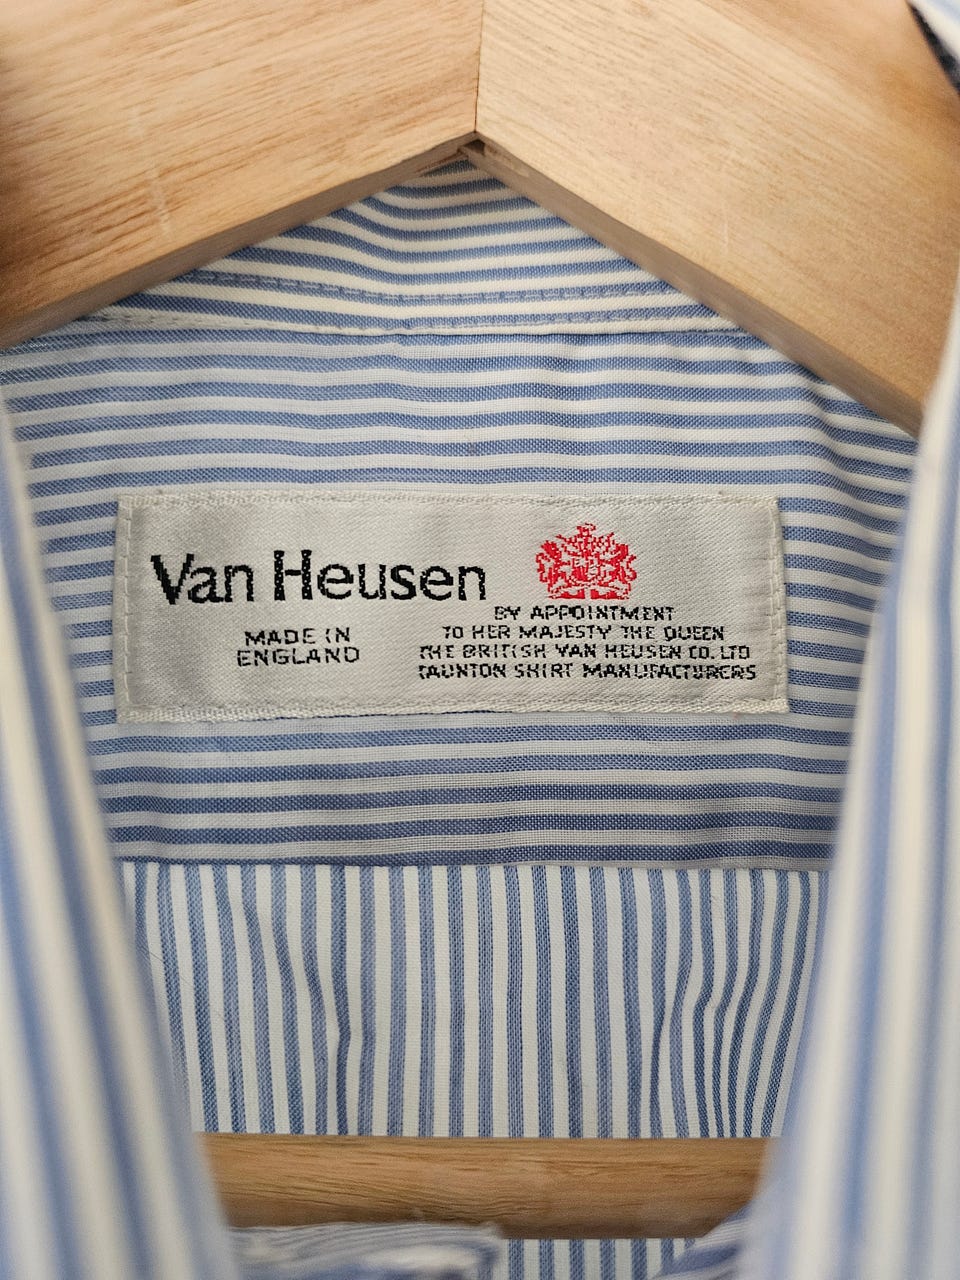 Van Heusen
MADE IN
ENGLAND
BY APPOINTMENT
TO HER MAJESTY THE QUEEN
THE BRITISH VAN HEUSEN CO. LTD
TAUNTON SHIRT MANUFACTURERS